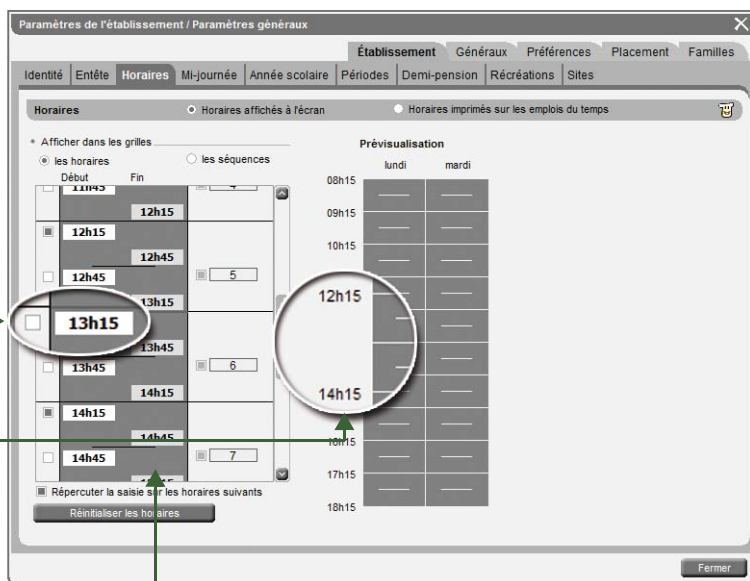 Paramètres de l'établissement / Paramètres généraux
Établissement Généraux Préférences Placement Familles
Identité Entête Horaires Mi-journée Année scolaire Périodes Demi-pension Récréations Sites
Horaires Horaires affichés à l'écran Horaires imprimés sur les emplois du temps
Afficher dans les grilles
les horaires les séquences
Début Fin
11h45 4
12h15
12h15
12h45
12h45 5
13h15
13h15
13h45
13h45 6
14h15
14h15
14h45
14h45 7
Répercuter la saisie sur les horaires suivants
Réinitialiser les horaires
Prévisualisation
lundi mardi
08h15
09h15
10h15
12h15
14h15
16h15
17h15
18h15
Fermer